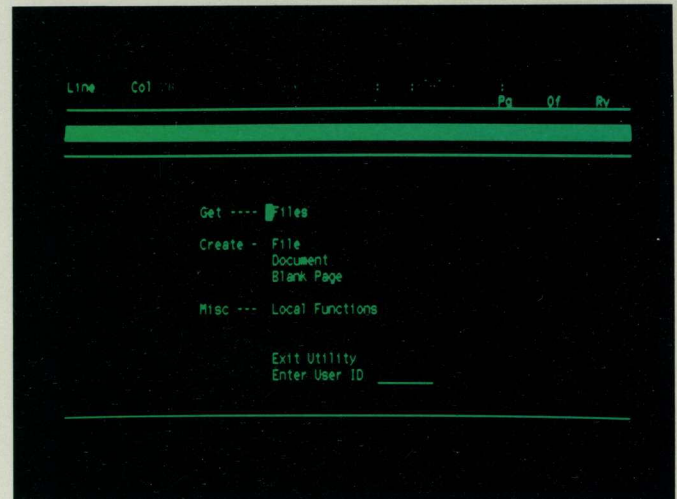 Line Col
Pg Of Rv
Get ---- Files
Create - File
Document
Blank Page
Misc --- Local Functions
Exit Utility
Enter User ID